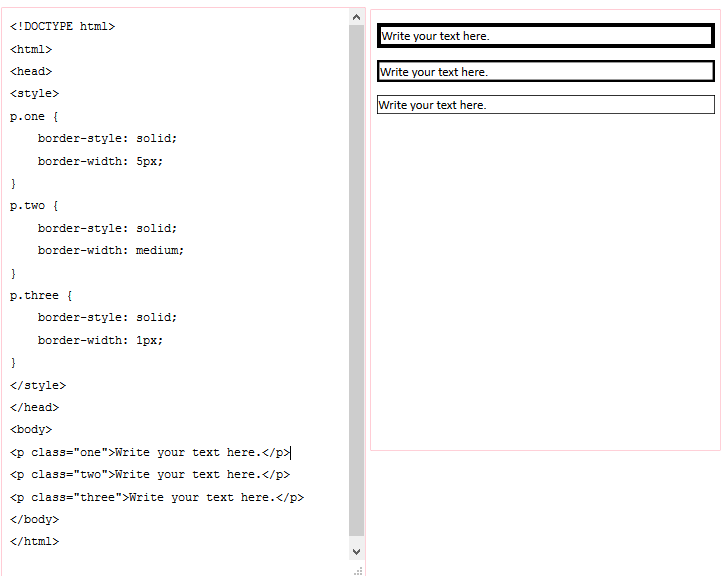 <!DOCTYPE html>
<html>
<head>
<style>
p.one {
    border-style: solid;
    border-width: 5px;
}
p.two {
    border-style: solid;
    border-width: medium;
}
p.three {
    border-style: solid;
    border-width: 1px;
}
</style>
</head>
<body>
<p class="one">Write your text here.</p>
<p class="two">Write your text here.</p>
<p class="three">Write your text here.</p>
</body>
</html>
Write your text here.
Write your text here.
Write your text here.